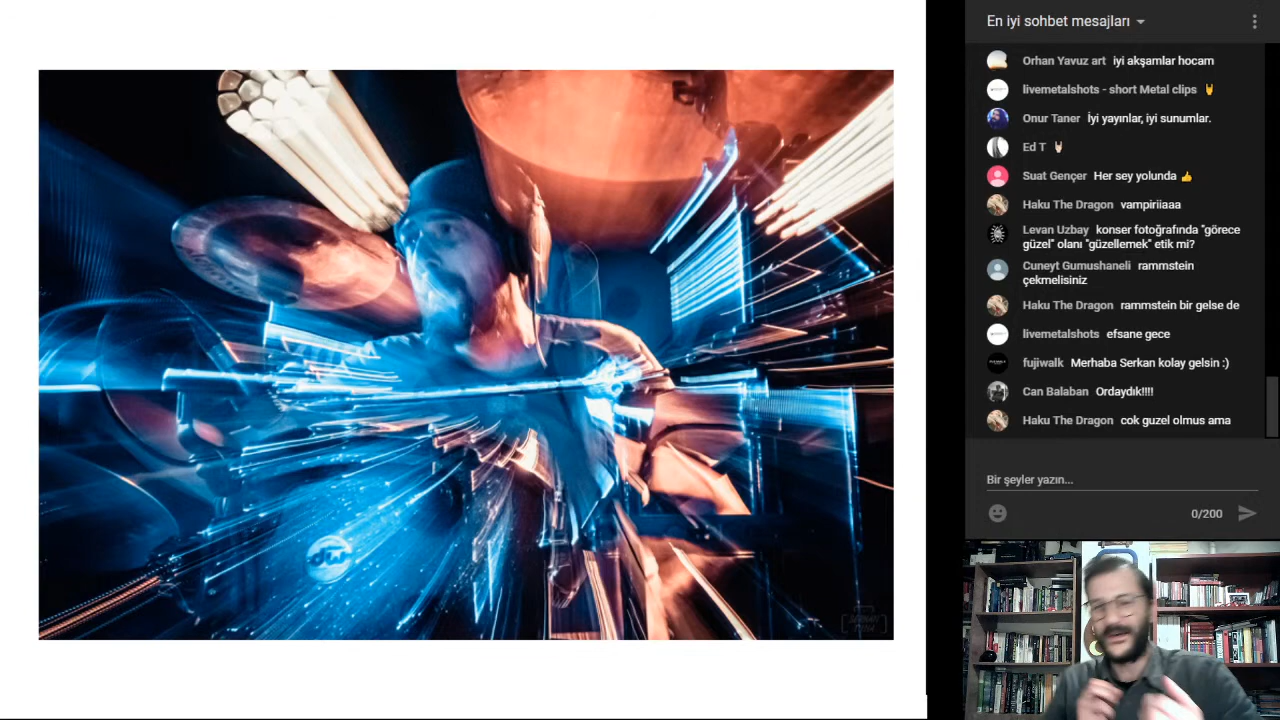 En iyi sohbet mesajları
Orhan Yavuz art iyi akşamlar hocam
livemetalshots - short Metal clips 🤘
Onur Taner İyi yayınlar, iyi sunumlar.
Ed T 🤘🏻
Suat Gençer Her sey yolunda 👍
Haku The Dragon vampiriiaaa
Levan Uzbay konser fotoğrafında "görece
güzel" olanı "güzellemek" etik mi?
Cuneyt Gumushaneli rammstein
çekmelisiniz
Haku The Dragon rammstein bir gelse de
livemetalshots efsane gece
fujiwalk Merhaba Serkan kolay gelsin :)
Can Balaban Ordaydık!!!!
Haku The Dragon cok guzel olmus ama
Bir şeyler yazın...
0/200
dw